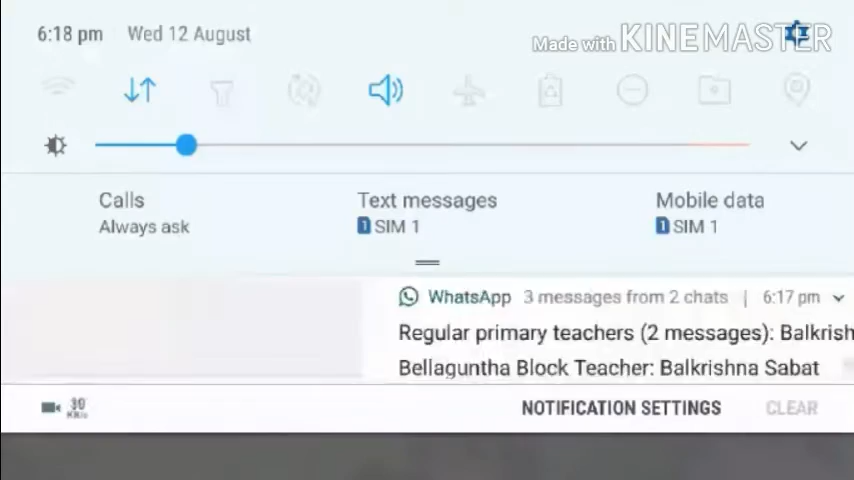 6:18 pm Wed 12 August
Made with KINEMASTER
Calls Text messages Mobile data
Always ask 1 SIM 1 1 SIM 1
WhatsApp 3 messages from 2 chats | 6:17 pm
Regular primary teachers (2 messages): Balkrish
Bellaguntha Block Teacher: Balkrishna Sabat
NOTIFICATION SETTINGS CLEAR